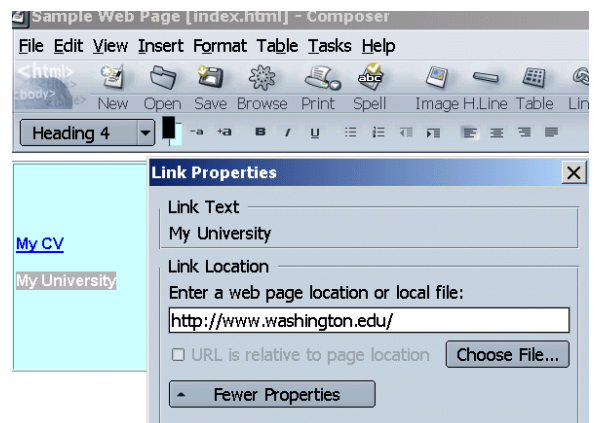 Sample Web Page [index.html] - Composer
File Edit View Insert Format Table Tasks Help
<html>
<body>
New Open Save Browse Print Spell Image H.Line Table Lin
Heading 4 -a +a B / U
Link Properties
Link Text
My University
My CV
My University
Link Location
Enter a web page location or local file:
http://www.washington.edu/
URL is relative to page location Choose File...
Fewer Properties